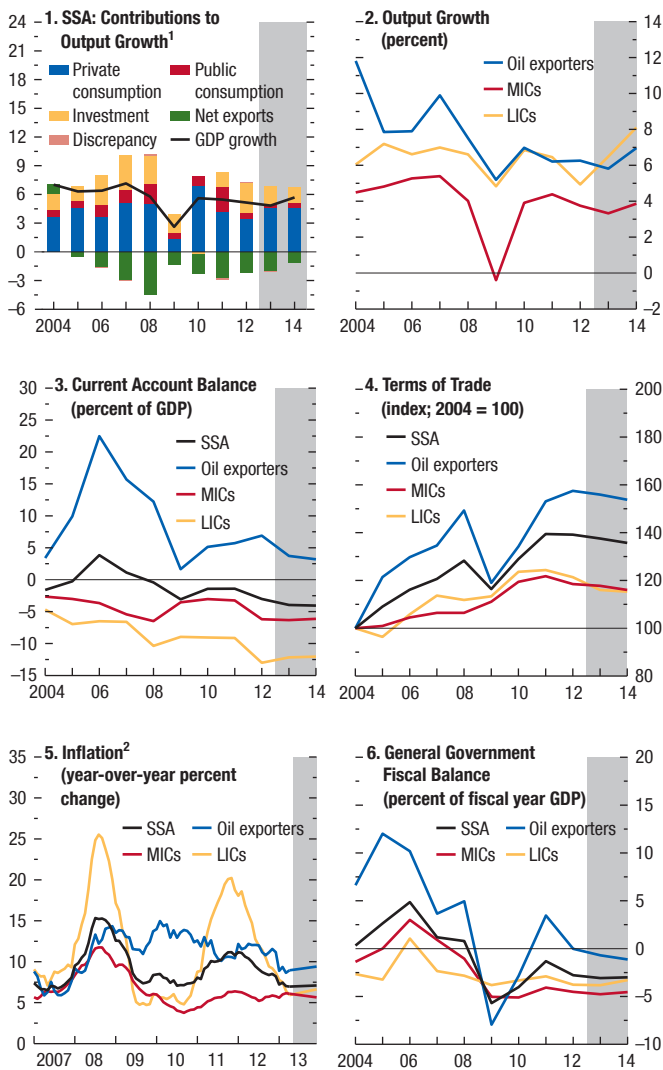 1. SSA: Contributions to
Output Growth1
Private consumption
Public consumption
Investment
Net exports
Discrepancy
GDP growth
24
21
18
15
12
9
6
3
0
–3
–6
2004 06 08 10 12 14
2. Output Growth
(percent)
Oil exporters
MICs
LICs
14
12
10
8
6
4
2
0
–2
2004 06 08 10 12 14
3. Current Account Balance
(percent of GDP)
SSA
Oil exporters
MICs
LICs
30
25
20
15
10
5
0
–5
–10
–15
2004 06 08 10 12 14
4. Terms of Trade
(index; 2004 = 100)
SSA
Oil exporters
MICs
LICs
200
180
160
140
120
100
80
2004 06 08 10 12 14
5. Inflation2
(year-over-year percent
change)
SSA Oil exporters
MICs LICs
35
30
25
20
15
10
5
0
2007 08 09 10 11 12 13
6. General Government
Fiscal Balance
(percent of fiscal year GDP)
SSA Oil exporters
MICs LICs
20
15
10
5
0
–5
–10
2004 06 08 10 12 14